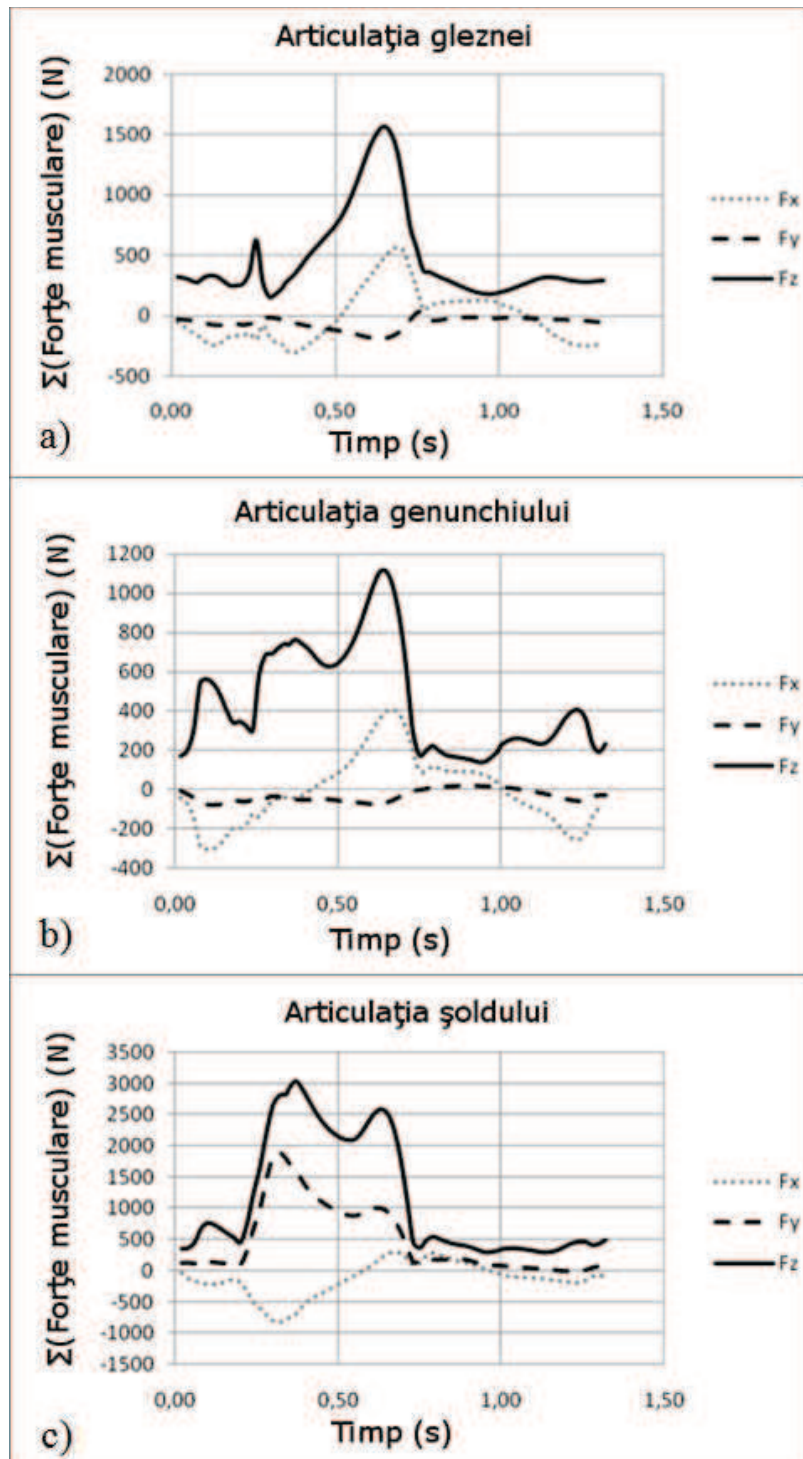 Articulaţia gleznei
Σ(Forţe musculare) (N)
2000
1500
1000
500
0
-500
0,00 0,50 1,00 1,50
Timp (s)
Fx
Fy
Fz
a)
Articulaţia genunchiului
Σ(Forţe musculare) (N)
1200
1000
800
600
400
200
0
-200
-400
0,00 0,50 1,00 1,50
Timp (s)
Fx
Fy
Fz
b)
Articulaţia şoldului
Σ(Forţe musculare) (N)
3500
3000
2500
2000
1500
1000
500
0
-500
-1000
-1500
0,00 0,50 1,00 1,50
Timp (s)
Fx
Fy
Fz
c)